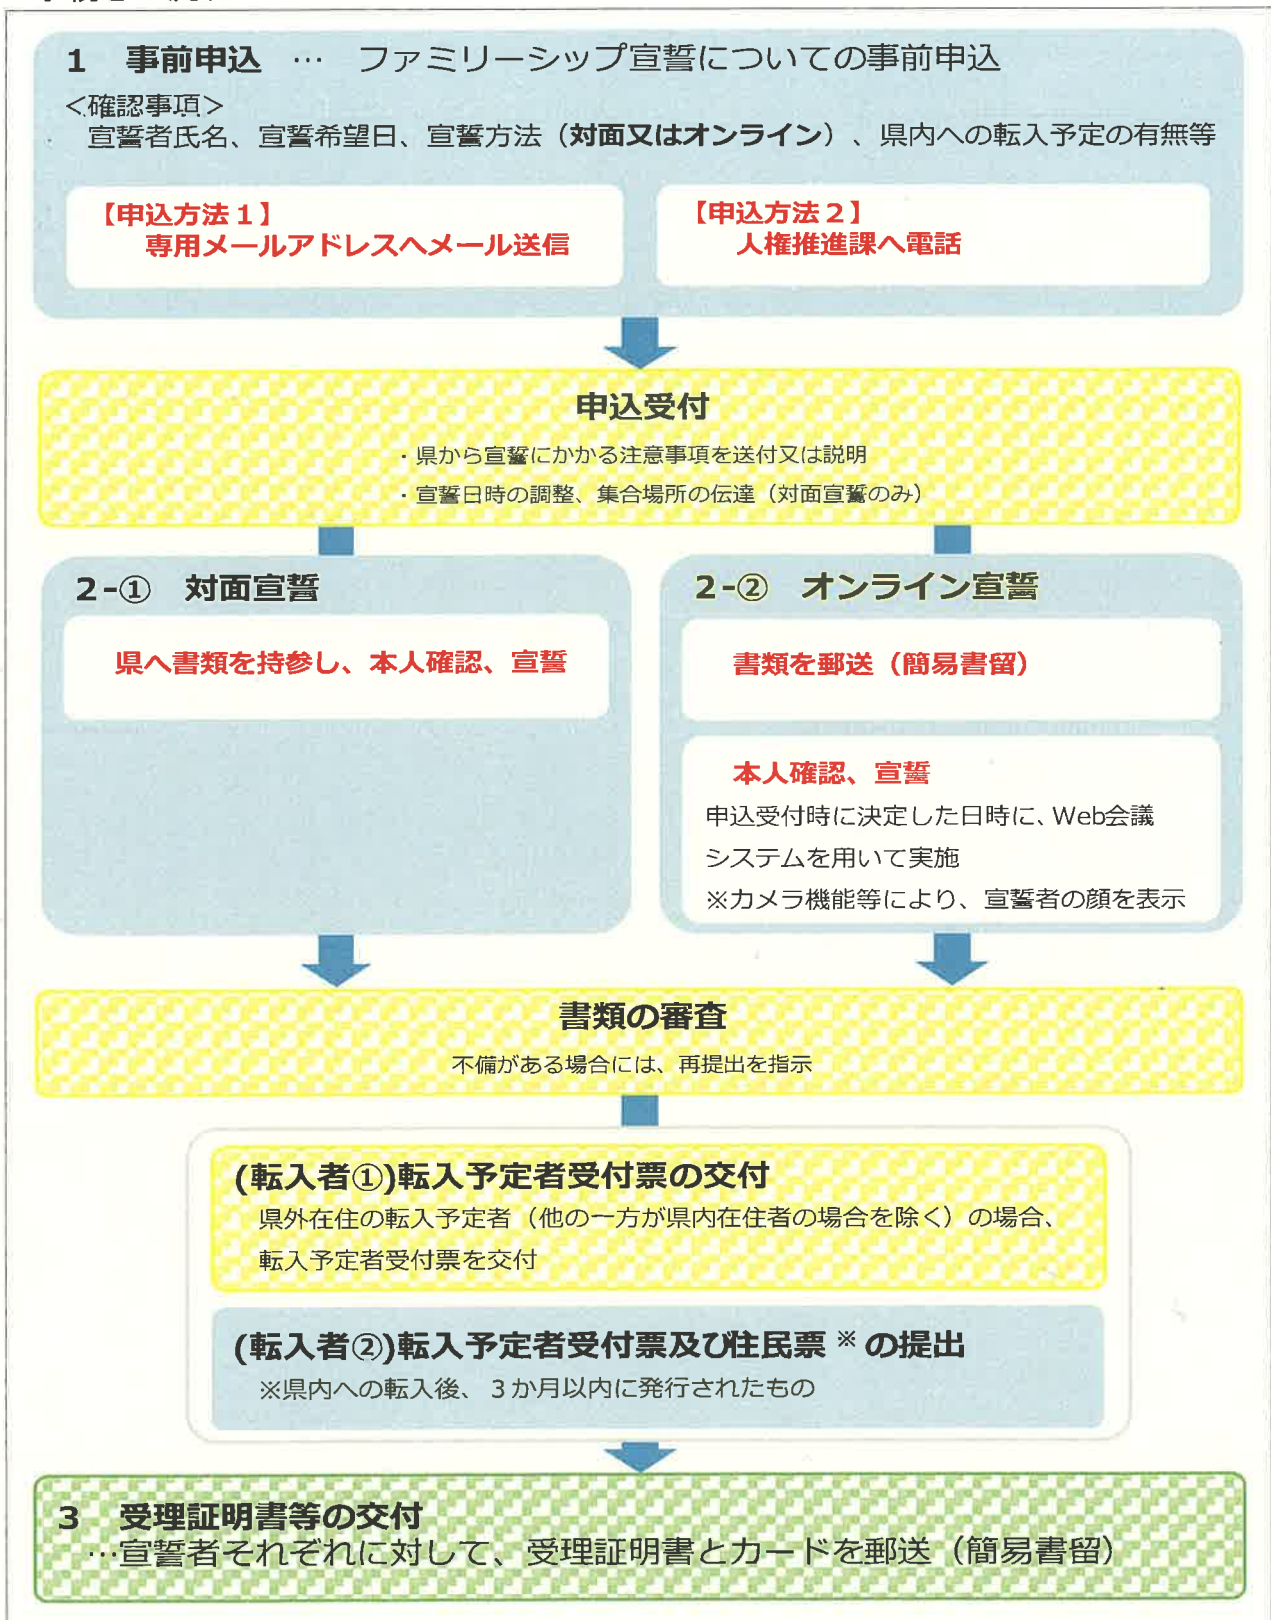 1 事前申込 … ファミリーシップ宣誓についての事前申込
<確認事項>
宣誓者氏名、宣誓希望日、宣誓方法（対面又はオンライン）、県内への転入予定の有無等
【申込方法１】
専用メールアドレスへメール送信
【申込方法２】
人権推進課へ電話
申込受付
・県から宣誓にかかる注意事項を送付又は説明
・宣誓日時の調整、集合場所の伝達（対面宣誓のみ）
2-① 対面宣誓
県へ書類を持参し、本人確認、宣誓
2-② オンライン宣誓
書類を郵送（簡易書留）
本人確認、宣誓
申込受付時に決定した日時に、Web会議
システムを用いて実施
※カメラ機能等により、宣誓者の顔を表示
書類の審査
不備がある場合には、再提出を指示
(転入者①)転入予定者受付票の交付
県外在住の転入予定者（他の一方が県内在住者の場合を除く）の場合、
転入予定者受付票を交付
(転入者②)転入予定者受付票及び住民票※の提出
※県内への転入後、３か月以内に発行されたもの
3 受理証明書等の交付
…宣誓者それぞれに対して、受理証明書とカードを郵送（簡易書留）